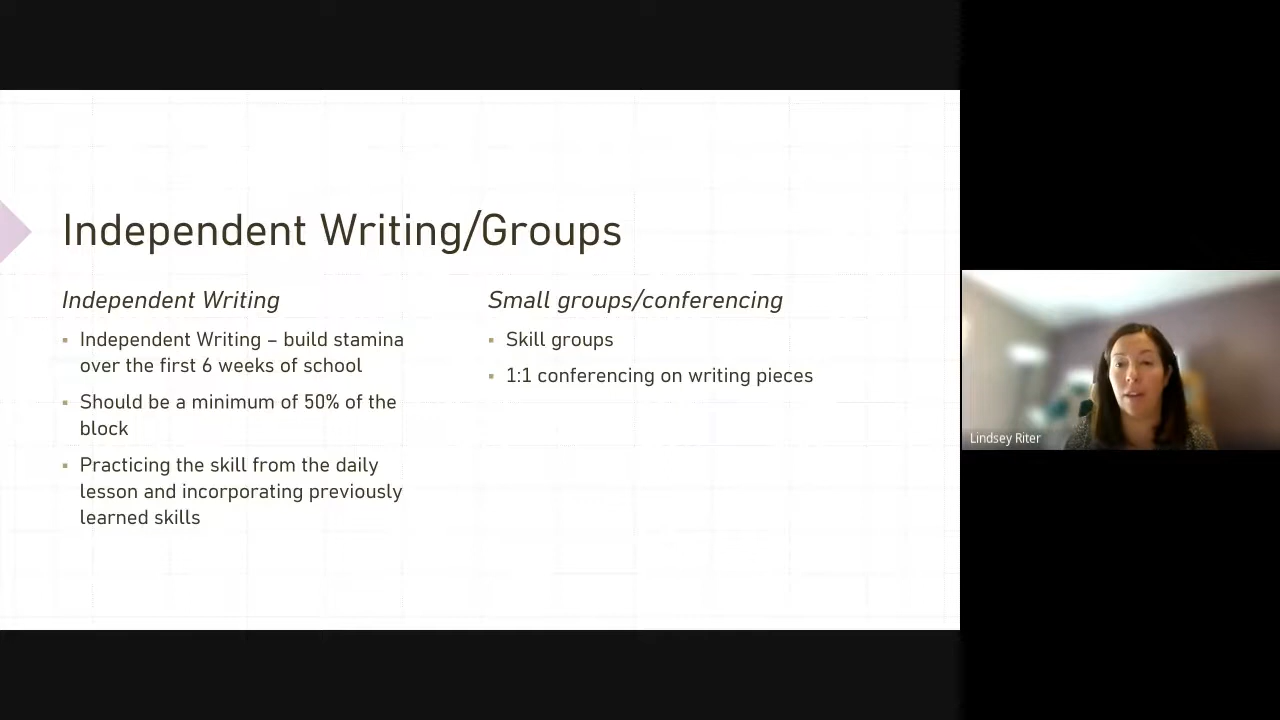 Independent Writing/Groups
Independent Writing
▪ Independent Writing – build stamina
over the first 6 weeks of school
▪ Should be a minimum of 50% of the
block
▪ Practicing the skill from the daily
lesson and incorporating previously
learned skills
Small groups/conferencing
▪ Skill groups
▪ 1:1 conferencing on writing pieces
Lindsey Riter